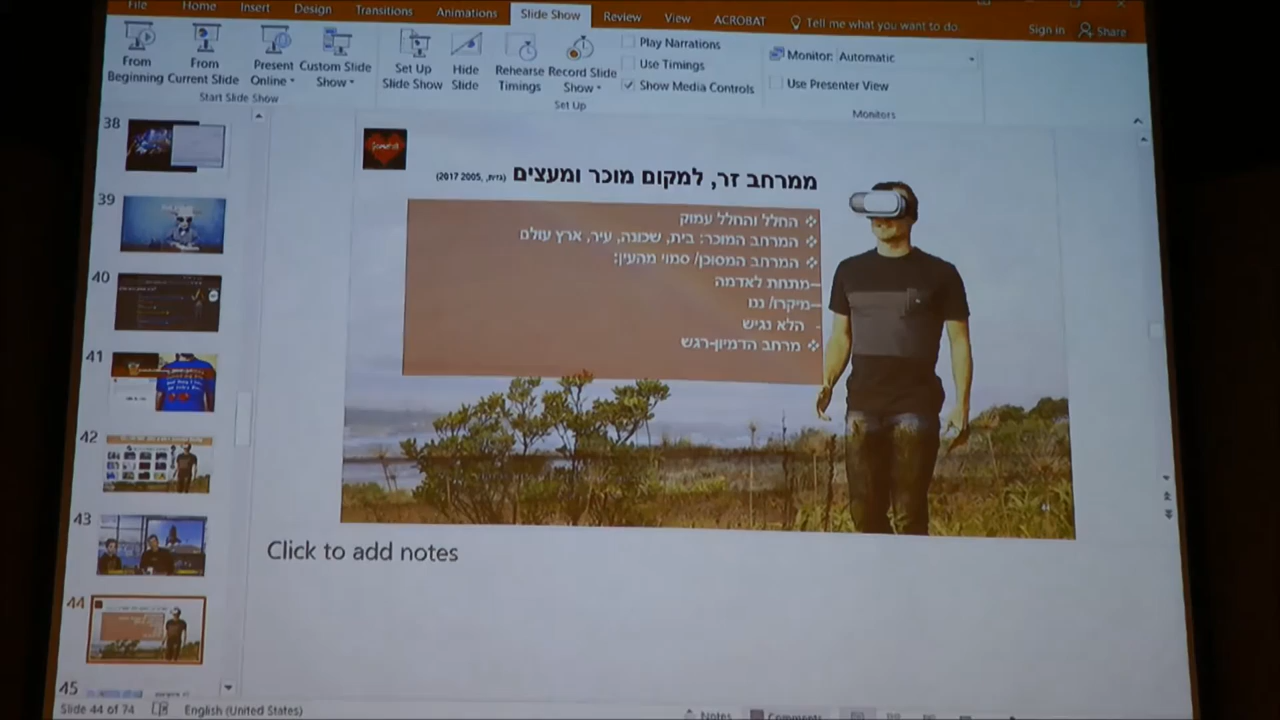 File Home Insert Design Transitions Animations Slide Show Review View ACROBAT Tell me what you want to do. Sign in Share
From Beginning
From Current Slide
Present Online
Custom Slide Show
Start Slide Show
Set Up Slide Show
Hide Slide
Rehearse Timings
Record Slide Show
Play Narrations
Use Timings
Show Media Controls
Set Up
Monitor: Automatic
Use Presenter View
Monitors
38
39
40
41
42
43
44
45
ממרחב זר, למקום מוכר ומעצים (גזית, 2005, 2017)
החלל והחלל עמוק
המרחב המוכר: בית, שכונה, עיר, ארץ עולם
המרחב המסוכן/ סמוי מהעין:
–מתחת לאדמה
–מיקרו/ ננו
- הלא נגיש
מרחב הדמיון-רגש
Click to add notes
Slide 44 of 74 English (United States) Notes Comments